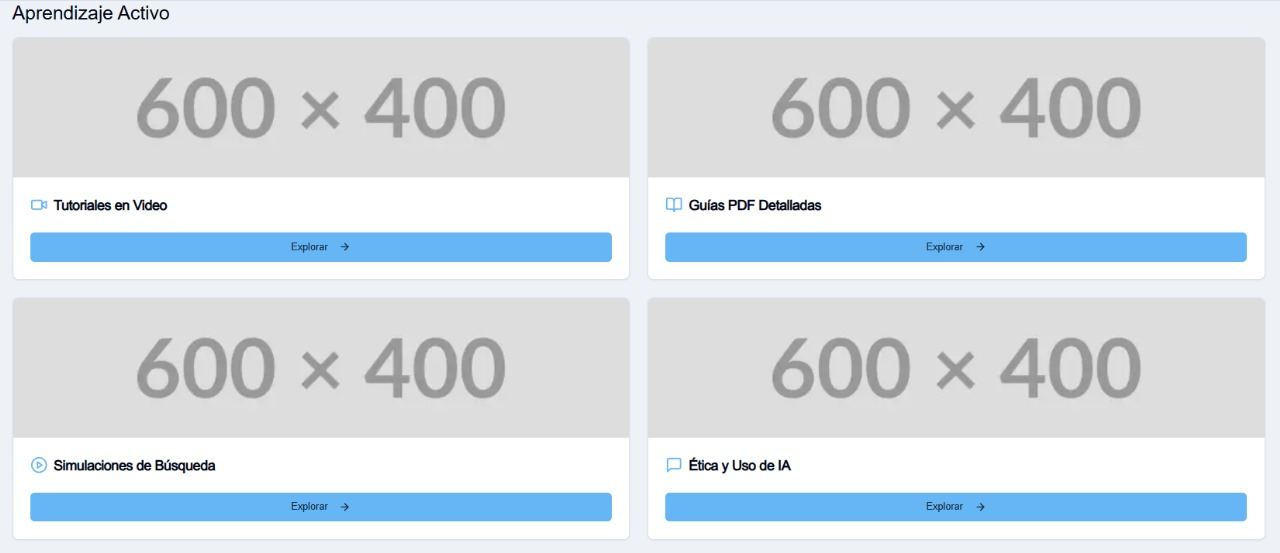 Aprendizaje Activo
600 × 400
600 × 400
Tutoriales en Video
Guías PDF Detalladas
Explorar →
Explorar →
600 × 400
600 × 400
Simulaciones de Búsqueda
Ética y Uso de IA
Explorar →
Explorar →